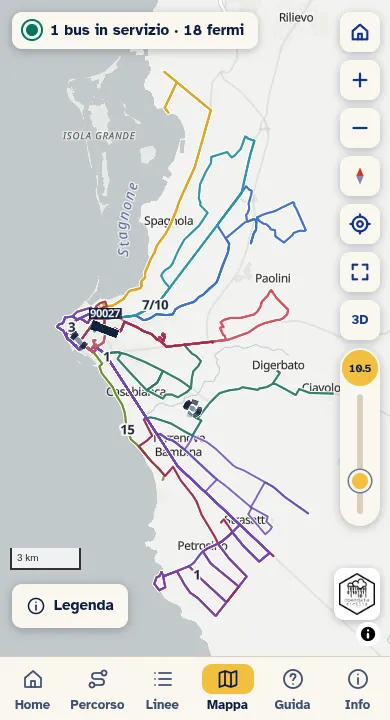 1 bus in servizio · 18 fermi
Rilievo
ISOLA GRANDE
Stagnone
Spagnola
Paolini
7/10
90027
3
1
3D
10.5
Digerbato
Casabianca
Ciavolo
15
Bambina
Strasatti
Petrosino
1
3 km
Legenda
Home
Percorso
Linee
Mappa
Guida
Info